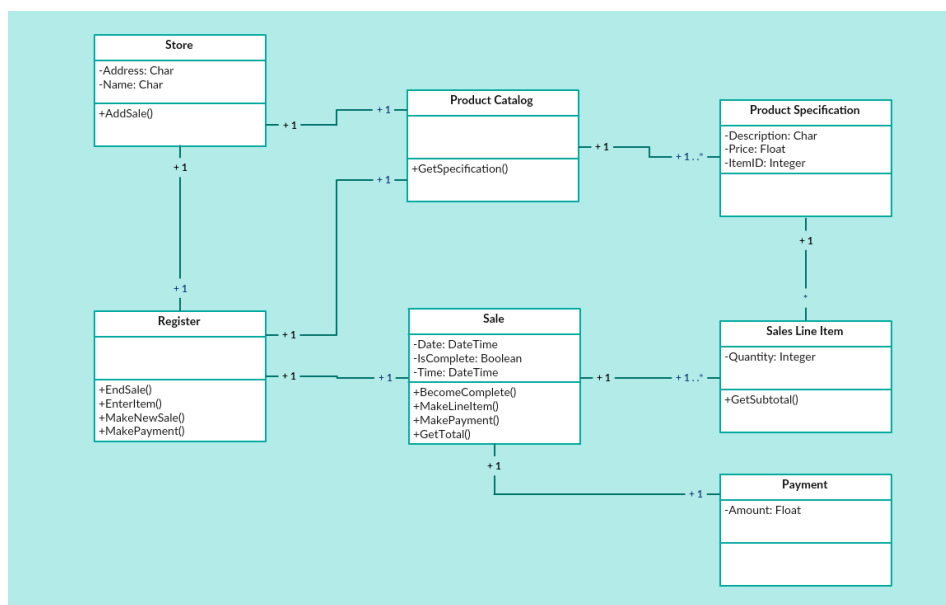 Store
-Address: Char
-Name: Char
+AddSale()
+1
+1
+1
+1
Product Catalog
+GetSpecification()
+1
+1..*
+1
+1
Product Specification
-Description: Char
-Price: Float
-ItemID: Integer
+1
*
Register
+EndSale()
+EnterItem()
+MakeNewSale()
+MakePayment()
+1
+1
Sale
-Date: DateTime
-IsComplete: Boolean
-Time: DateTime
+BecomeComplete()
+MakeLineItem()
+MakePayment()
+GetTotal()
+1
+1..*
Sales Line Item
-Quantity: Integer
+GetSubtotal()
+1
+1
Payment
-Amount: Float